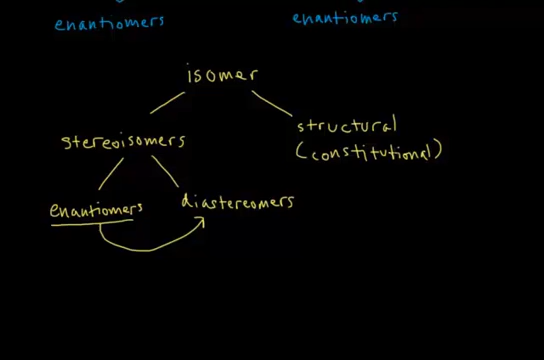 enantiomers enantiomers
isomer
structural
stereoisomers
(constitutional)
enantiomers diastereomers